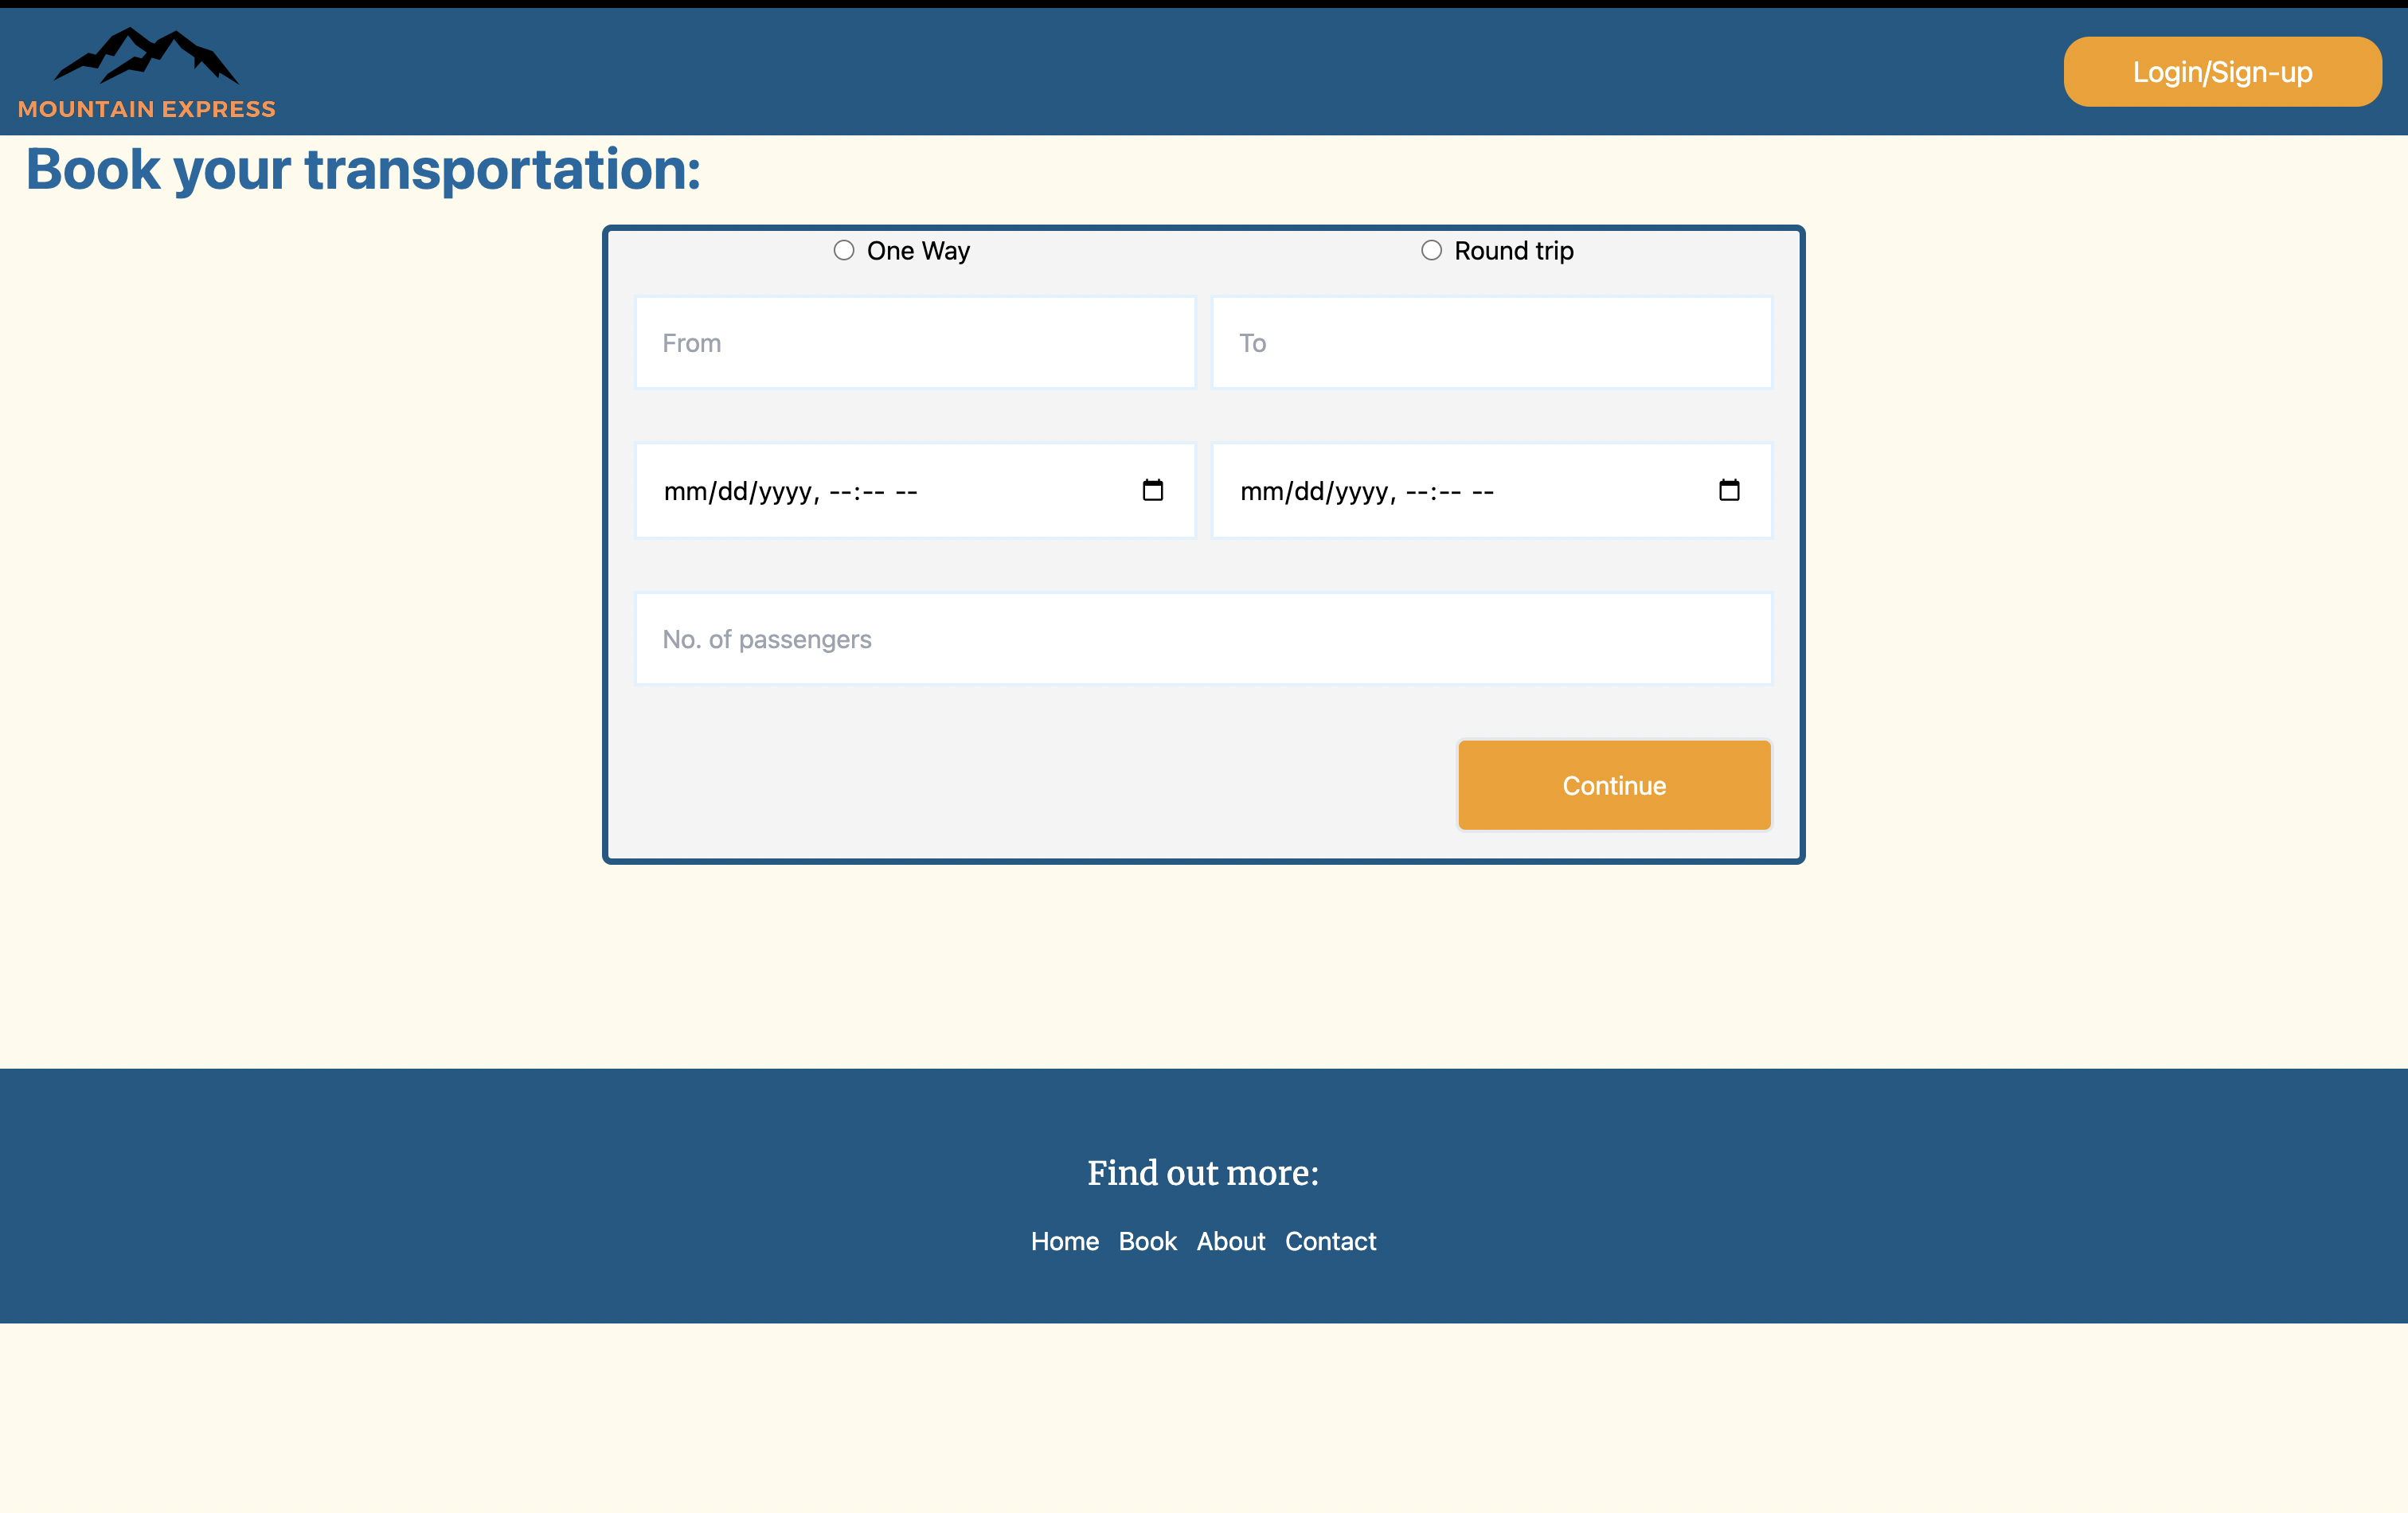 MOUNTAIN EXPRESS
Login/Sign-up
Book your transportation:
One Way
Round trip
From
To
mm/dd/yyyy, --:-- --
mm/dd/yyyy, --:-- --
No. of passengers
Continue
Find out more:
Home Book About Contact